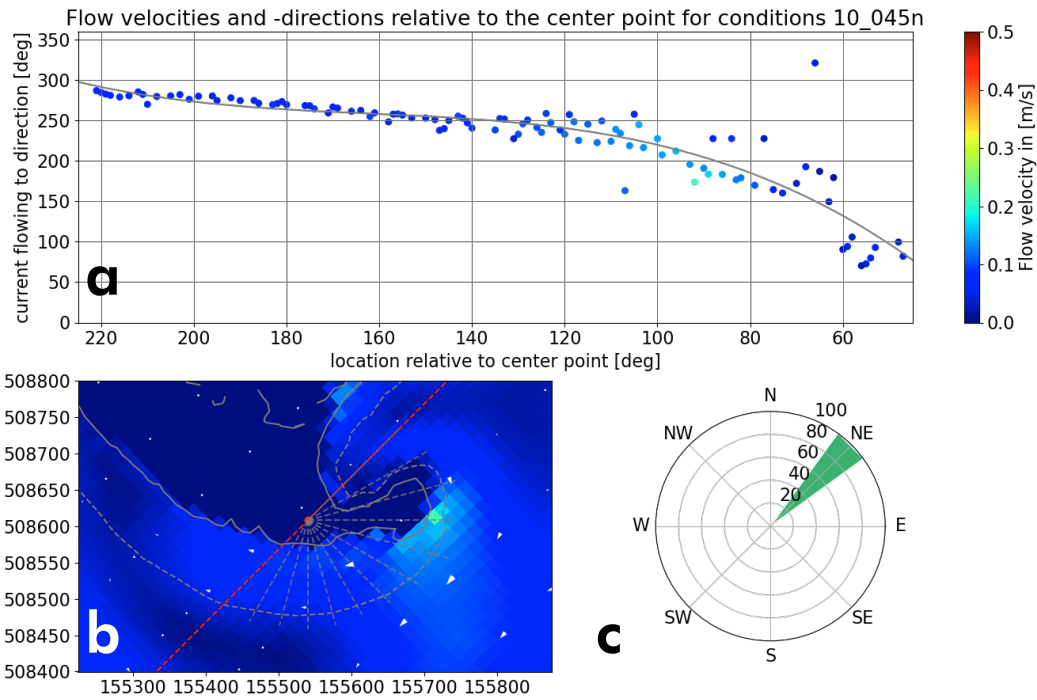 Flow velocities and -directions relative to the center point for conditions 10_045n
current flowing to direction [deg]
350
300
250
200
150
100
50
0
a
220 200 180 160 140 120 100 80 60
location relative to center point [deg]
0.5
0.4
0.3
0.2
0.1
0.0
Flow velocity in [m/s]
508800
508750
508700
508650
508600
508550
508500
508450
508400
b
155300 155400 155500 155600 155700 155800
c
N
NE
E
SE
S
SW
W
NW
100
80
60
40
20